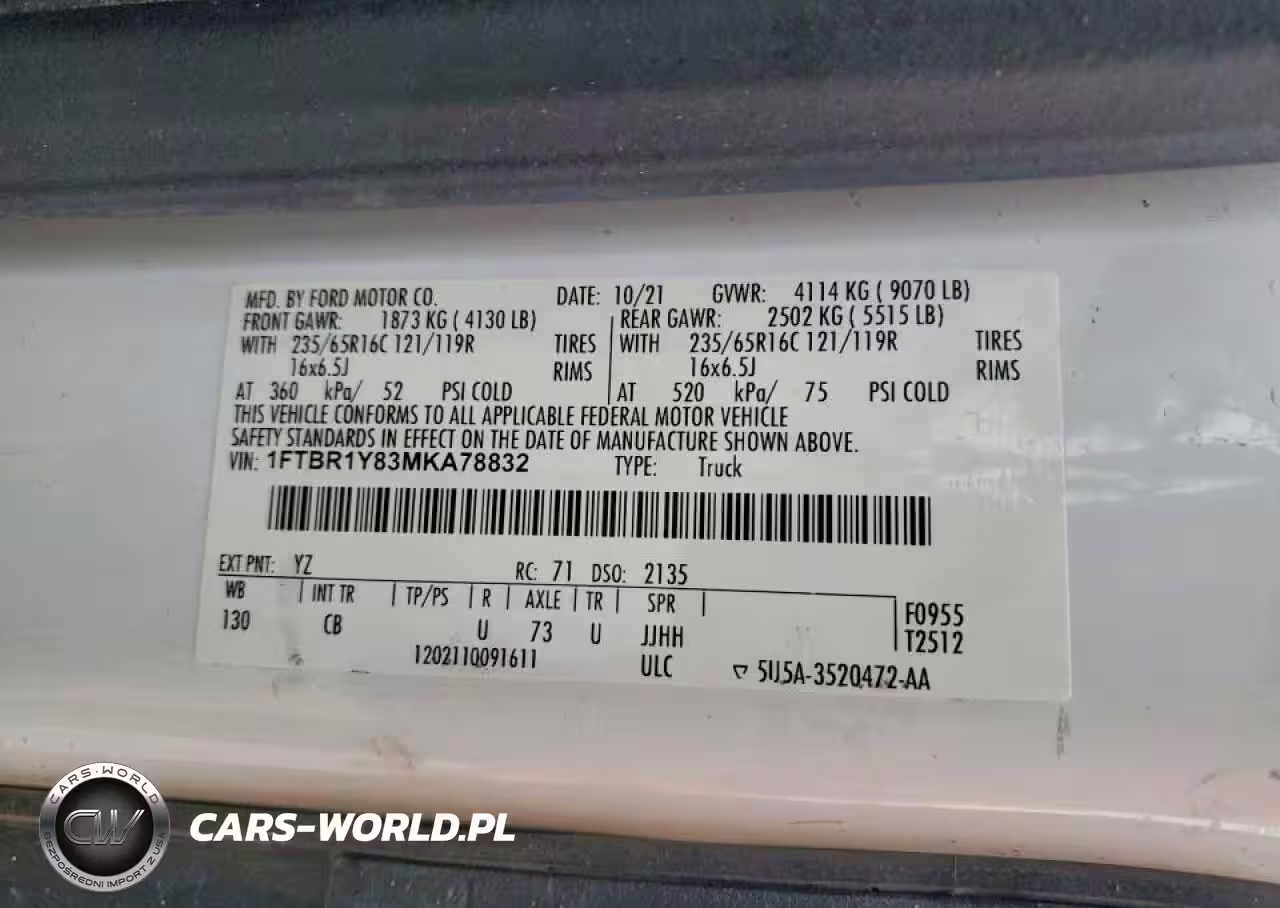 MFD. BY FORD MOTOR CO. DATE: 10/21 GVWR: 4114 KG ( 9070 LB)
FRONT GAWR: 1873 KG ( 4130 LB) REAR GAWR: 2502 KG ( 5515 LB)
WITH 235/65R16C 121/119R TIRES WITH 235/65R16C 121/119R TIRES
16x6.5J RIMS 16x6.5J RIMS
AT 360 kPa/ 52 PSI COLD AT 520 kPa/ 75 PSI COLD
THIS VEHICLE CONFORMS TO ALL APPLICABLE FEDERAL MOTOR VEHICLE
SAFETY STANDARDS IN EFFECT ON THE DATE OF MANUFACTURE SHOWN ABOVE.
VIN: 1FTBR1Y83MKA78832 TYPE: Truck
EXT PNT: YZ RC: 71 DSO: 2135
WB INT TR TP/PS R AXLE TR SPR F0955
130 CB U 73 U JJHH T2512
1202110091611 ULC 5U5A-3520472-AA
CARS-WORLD
CW
BEZPOŚREDNI IMPORT Z USA
CARS-WORLD.PL